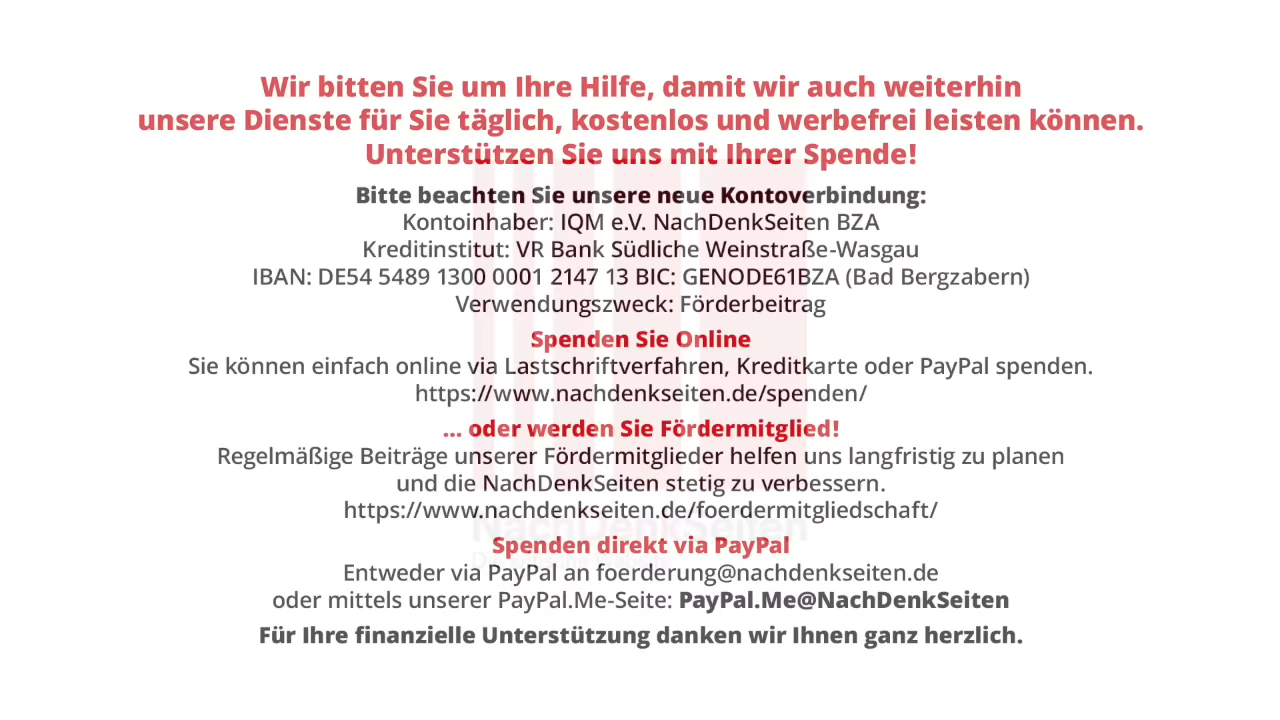 Wir bitten Sie um Ihre Hilfe, damit wir auch weiterhin
unsere Dienste für Sie täglich, kostenlos und werbefrei leisten können.
Unterstützen Sie uns mit Ihrer Spende!
Bitte beachten Sie unsere neue Kontoverbindung:
Kontoinhaber: IQM e.V. NachDenkSeiten BZA
Kreditinstitut: VR Bank Südliche Weinstraße-Wasgau
IBAN: DE54 5489 1300 0001 2147 13 BIC: GENODE61BZA (Bad Bergzabern)
Verwendungszweck: Förderbeitrag
Spenden Sie Online
Sie können einfach online via Lastschriftverfahren, Kreditkarte oder PayPal spenden.
https://www.nachdenkseiten.de/spenden/
... oder werden Sie Fördermitglied!
Regelmäßige Beiträge unserer Fördermitglieder helfen uns langfristig zu planen
und die NachDenkSeiten stetig zu verbessern.
https://www.nachdenkseiten.de/foerdermitgliedschaft/
NachDenkSeiten
Spenden direkt via PayPal
Entweder via PayPal an foerderung@nachdenkseiten.de
oder mittels unserer PayPal.Me-Seite: PayPal.Me@NachDenkSeiten
Für Ihre finanzielle Unterstützung danken wir Ihnen ganz herzlich.